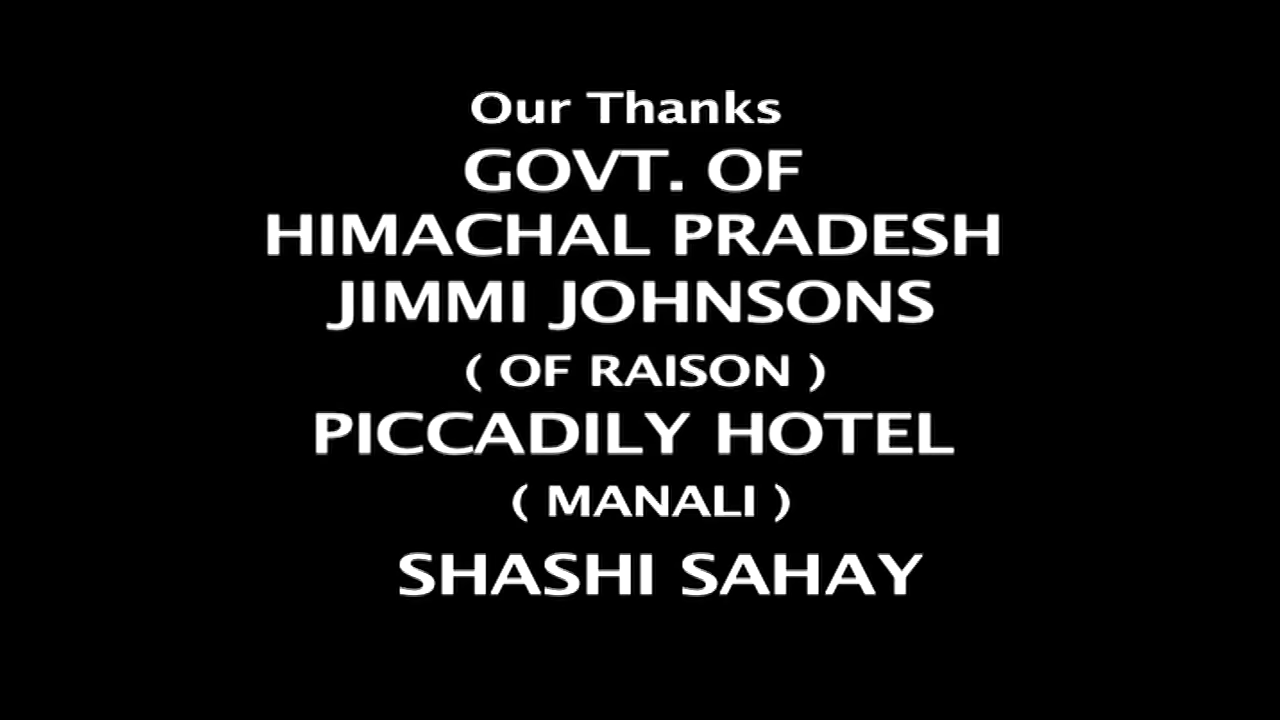 Our Thanks
GOVT. OF
HIMACHAL PRADESH
JIMMI JOHNSONS
( OF RAISON )
PICCADILY HOTEL
( MANALI )
SHASHI SAHAY